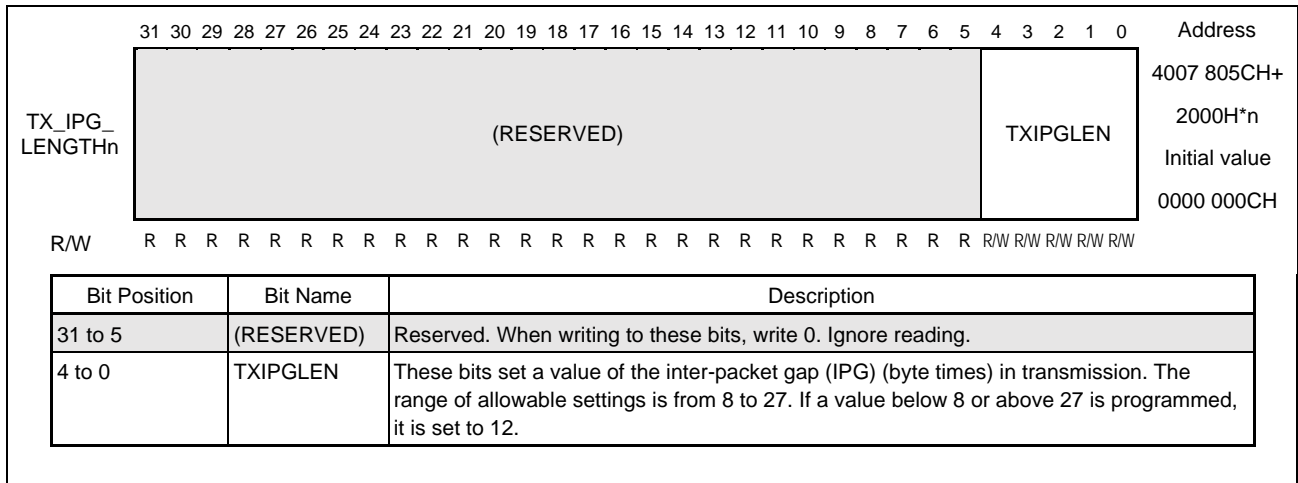 31 30 29 28 27 26 25 24 23 22 21 20 19 18 17 16 15 14 13 12 11 10 9 8 7 6 5 4 3 2 1 0 Address
4007 805CH+
TX_IPG_
LENGTHn
(RESERVED)
TXIPGLEN
2000H*n
Initial value
0000 000CH
R/W R R R R R R R R R R R R R R R R R R R R R R R R R R R R/W R/W R/W R/W R/W
Bit Position Bit Name Description
31 to 5 (RESERVED) Reserved. When writing to these bits, write 0. Ignore reading.
4 to 0 TXIPGLEN These bits set a value of the inter-packet gap (IPG) (byte times) in transmission. The
range of allowable settings is from 8 to 27. If a value below 8 or above 27 is programmed,
it is set to 12.